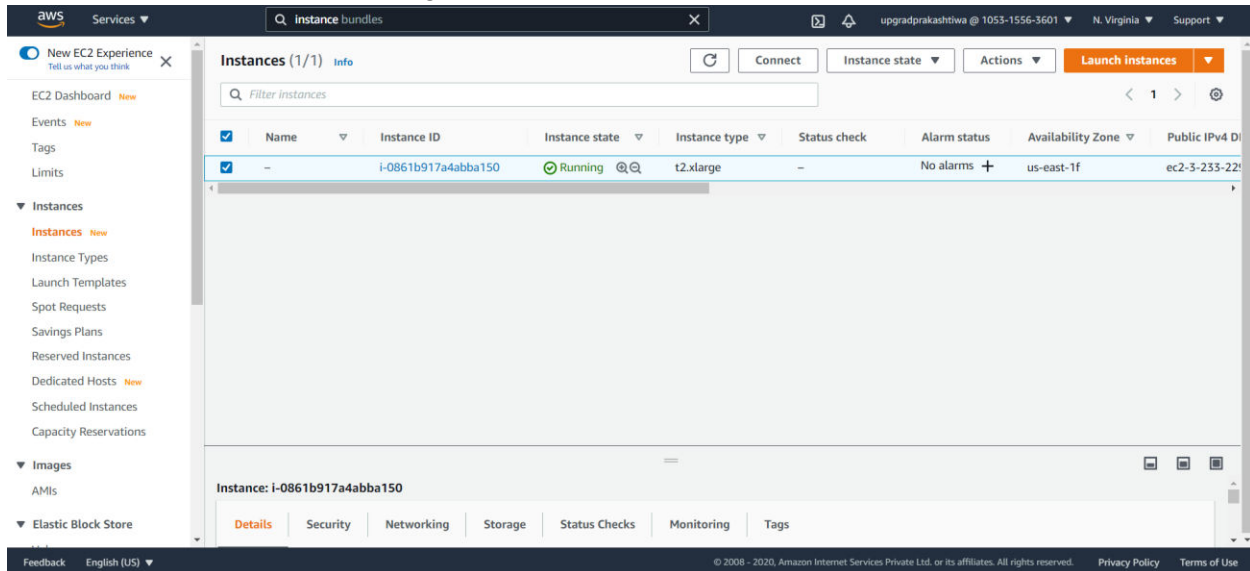 aws Services ▼ instance bundles upgradprakashtiwa @ 1053-1556-3601 ▼ N. Virginia ▼ Support ▼
New EC2 Experience
Tell us what you think
EC2 Dashboard New
Events New
Tags
Limits
▼ Instances
Instances New
Instance Types
Launch Templates
Spot Requests
Savings Plans
Reserved Instances
Dedicated Hosts New
Scheduled Instances
Capacity Reservations
▼ Images
AMIs
▼ Elastic Block Store
Instances (1/1) Info Connect Instance state ▼ Actions ▼ Launch instances ▼
Filter instances < 1 >
Name Instance ID Instance state Instance type Status check Alarm status Availability Zone Public IPv4 D
– i-0861b917a4abba150 Running t2.xlarge – No alarms + us-east-1f ec2-3-233-22
Instance: i-0861b917a4abba150
Details Security Networking Storage Status Checks Monitoring Tags
Feedback English (US) ▼ © 2008 - 2020, Amazon Internet Services Private Ltd. or its affiliates. All rights reserved. Privacy Policy Terms of Use